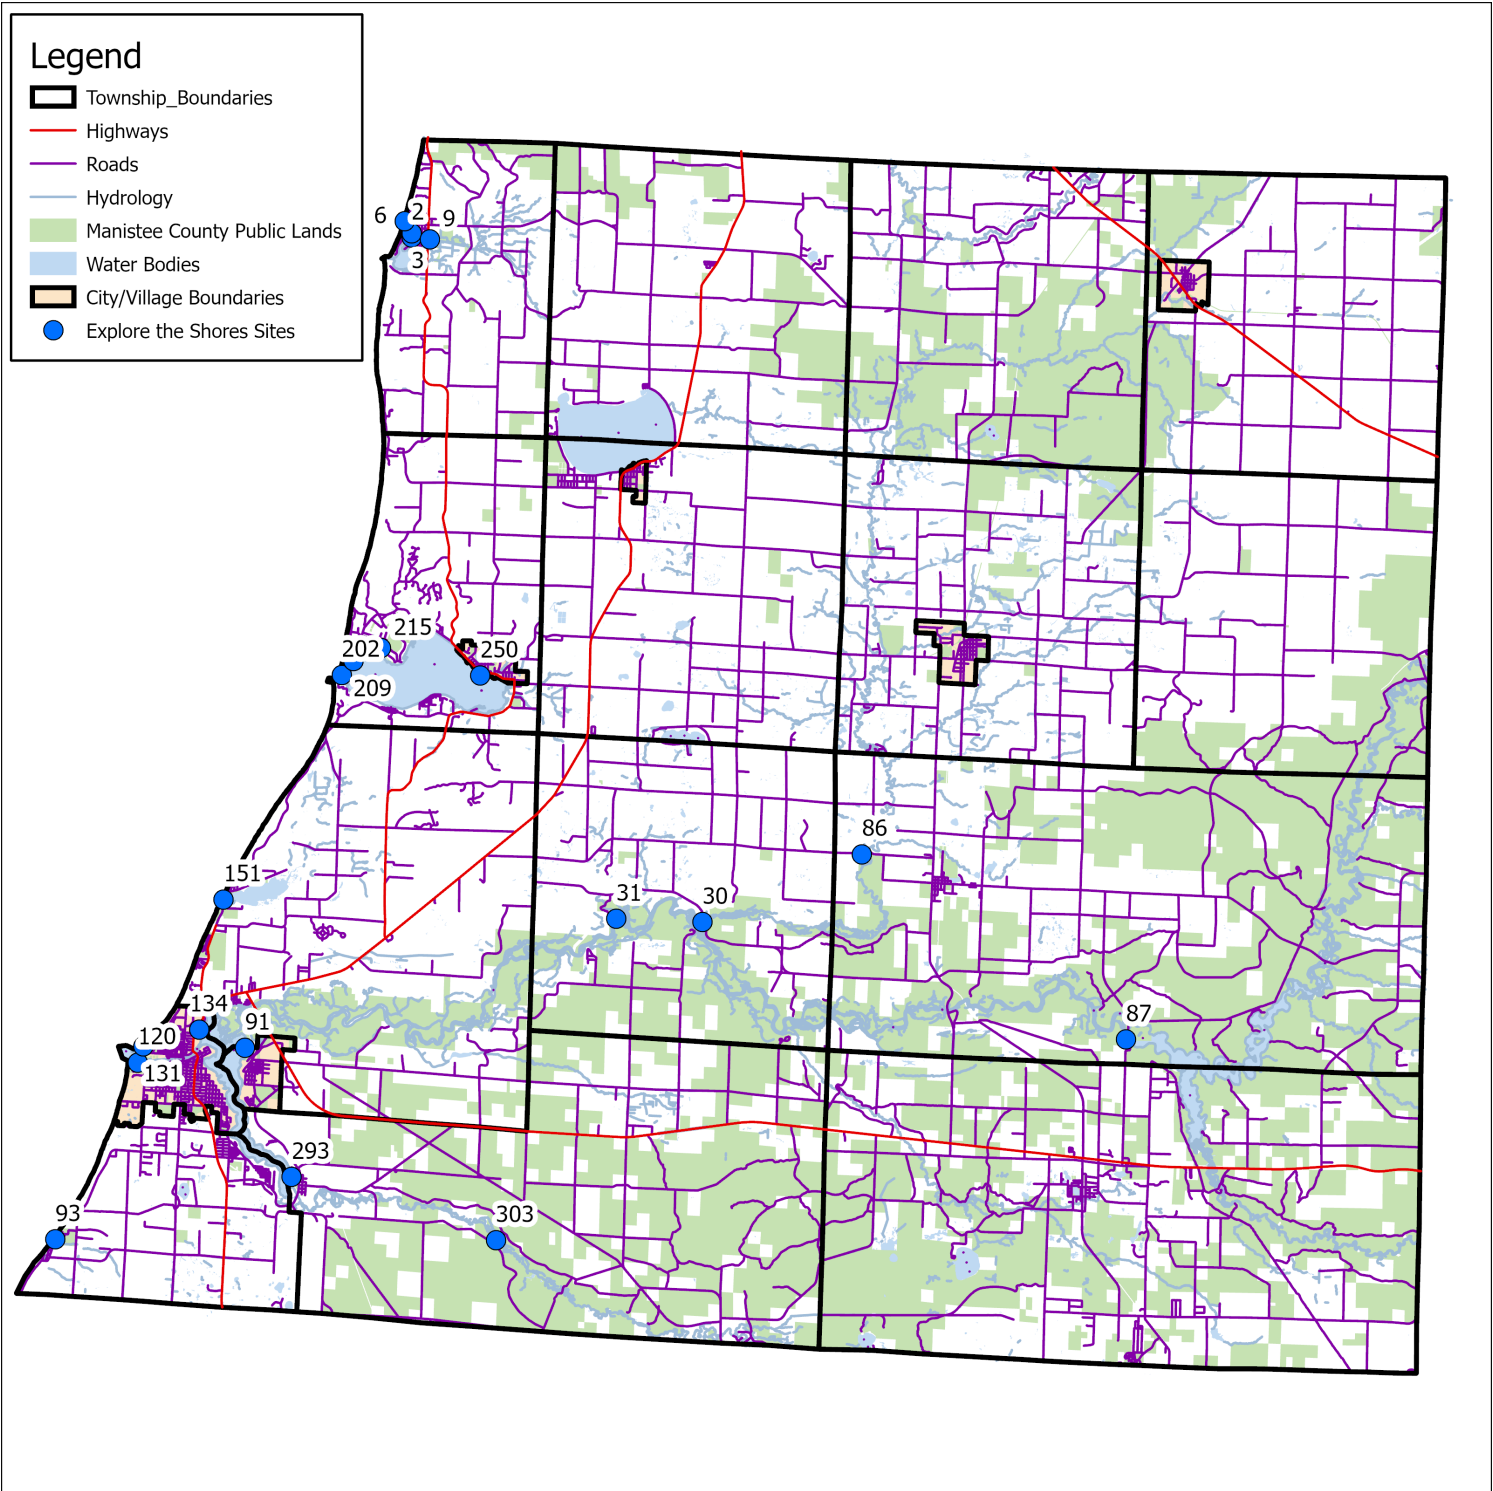 Legend
Township_Boundaries
Highways
Roads
Hydrology
Manistee County Public Lands
Water Bodies
City/Village Boundaries
Explore the Shores Sites
6 2 9
3
215
202 250
209
86
151
31 30
134
91 87
120
131
293
93 303